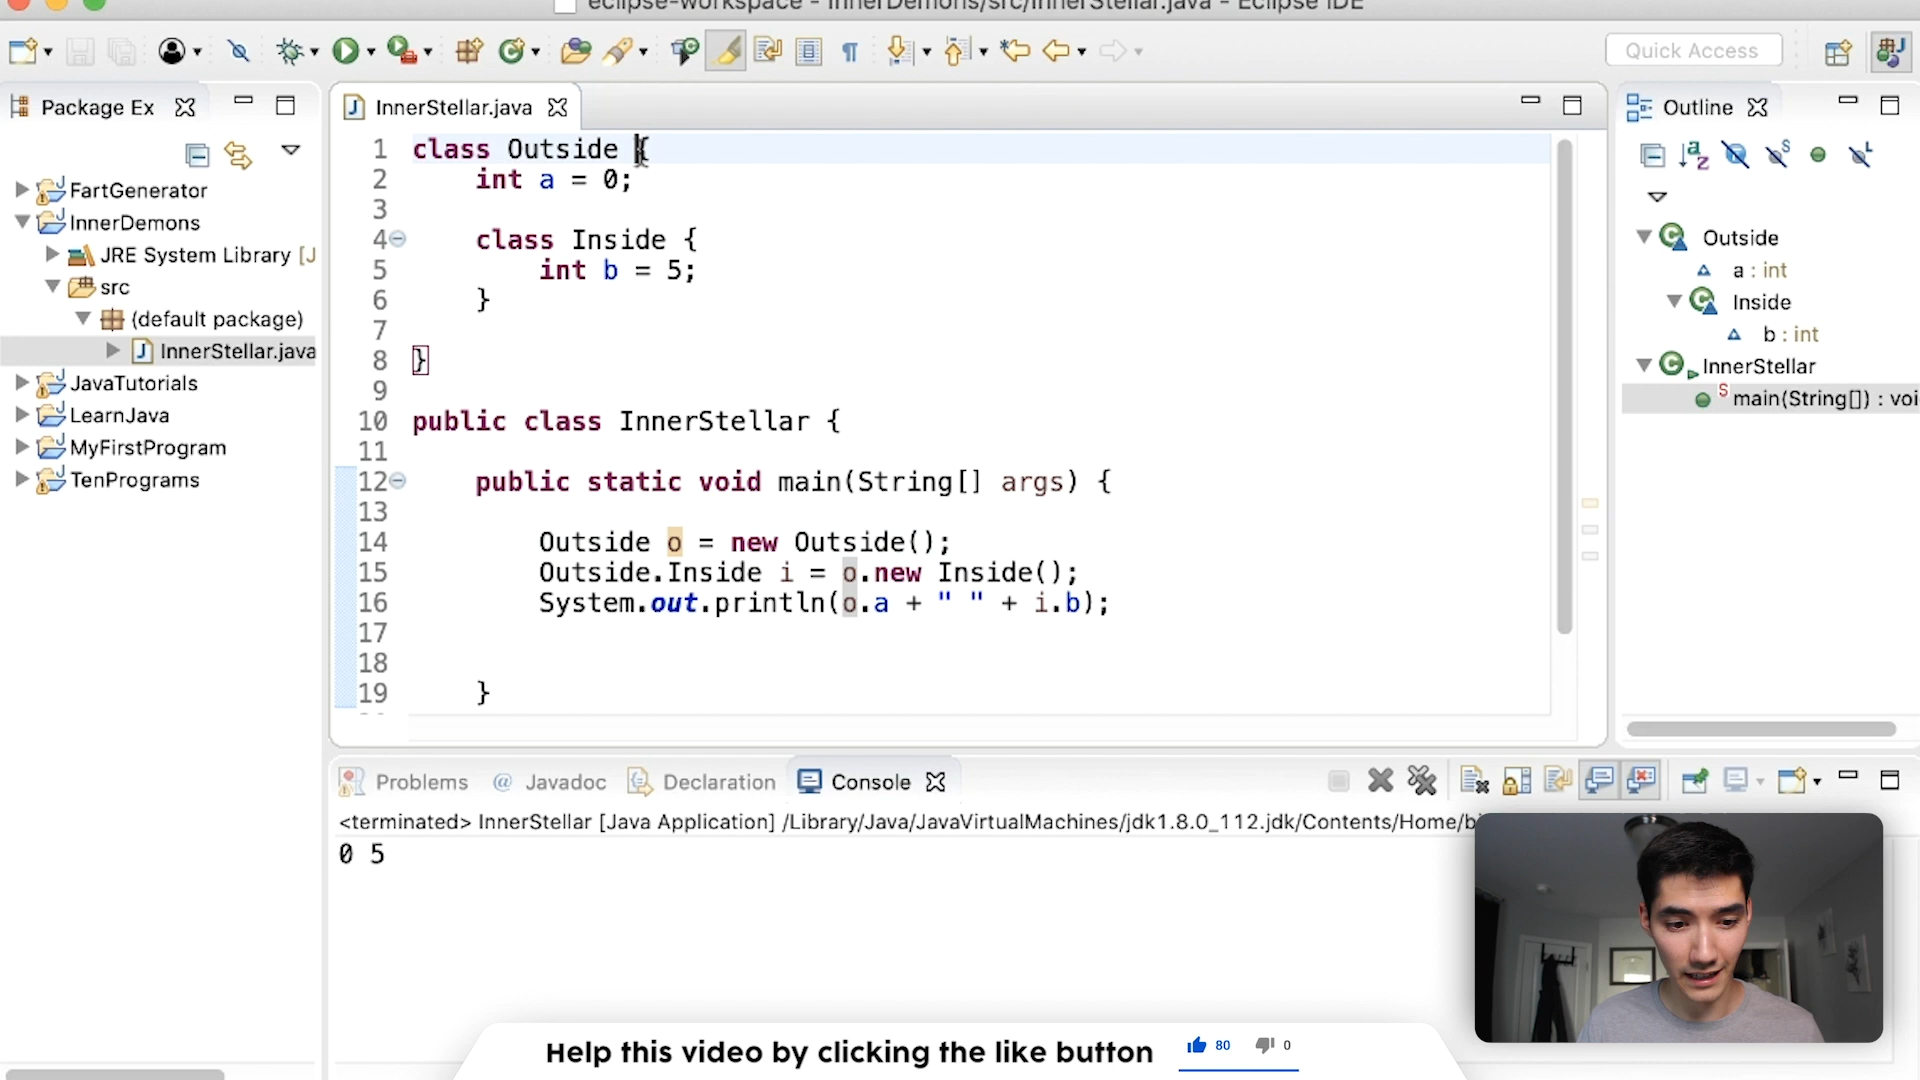 eclipse-workspace - InnerDemons/src/InnerStellar.java - Eclipse IDE
Quick Access
Package Ex
InnerStellar.java
Outline
FartGenerator
InnerDemons
JRE System Library [J
src
(default package)
InnerStellar.java
JavaTutorials
LearnJava
MyFirstProgram
TenPrograms
1 class Outside {
2 int a = 0;
3
4 class Inside {
5 int b = 5;
6 }
7
8 }
9
10 public class InnerStellar {
11
12 public static void main(String[] args) {
13
14 Outside o = new Outside();
15 Outside.Inside i = o.new Inside();
16 System.out.println(o.a + " " + i.b);
17
18
19 }
Outside
a : int
Inside
b : int
InnerStellar
main(String[]) : voi
Problems @ Javadoc Declaration Console
<terminated> InnerStellar [Java Application] /Library/Java/JavaVirtualMachines/jdk1.8.0_112.jdk/Contents/Home/bi
0 5
Help this video by clicking the like button 80 0